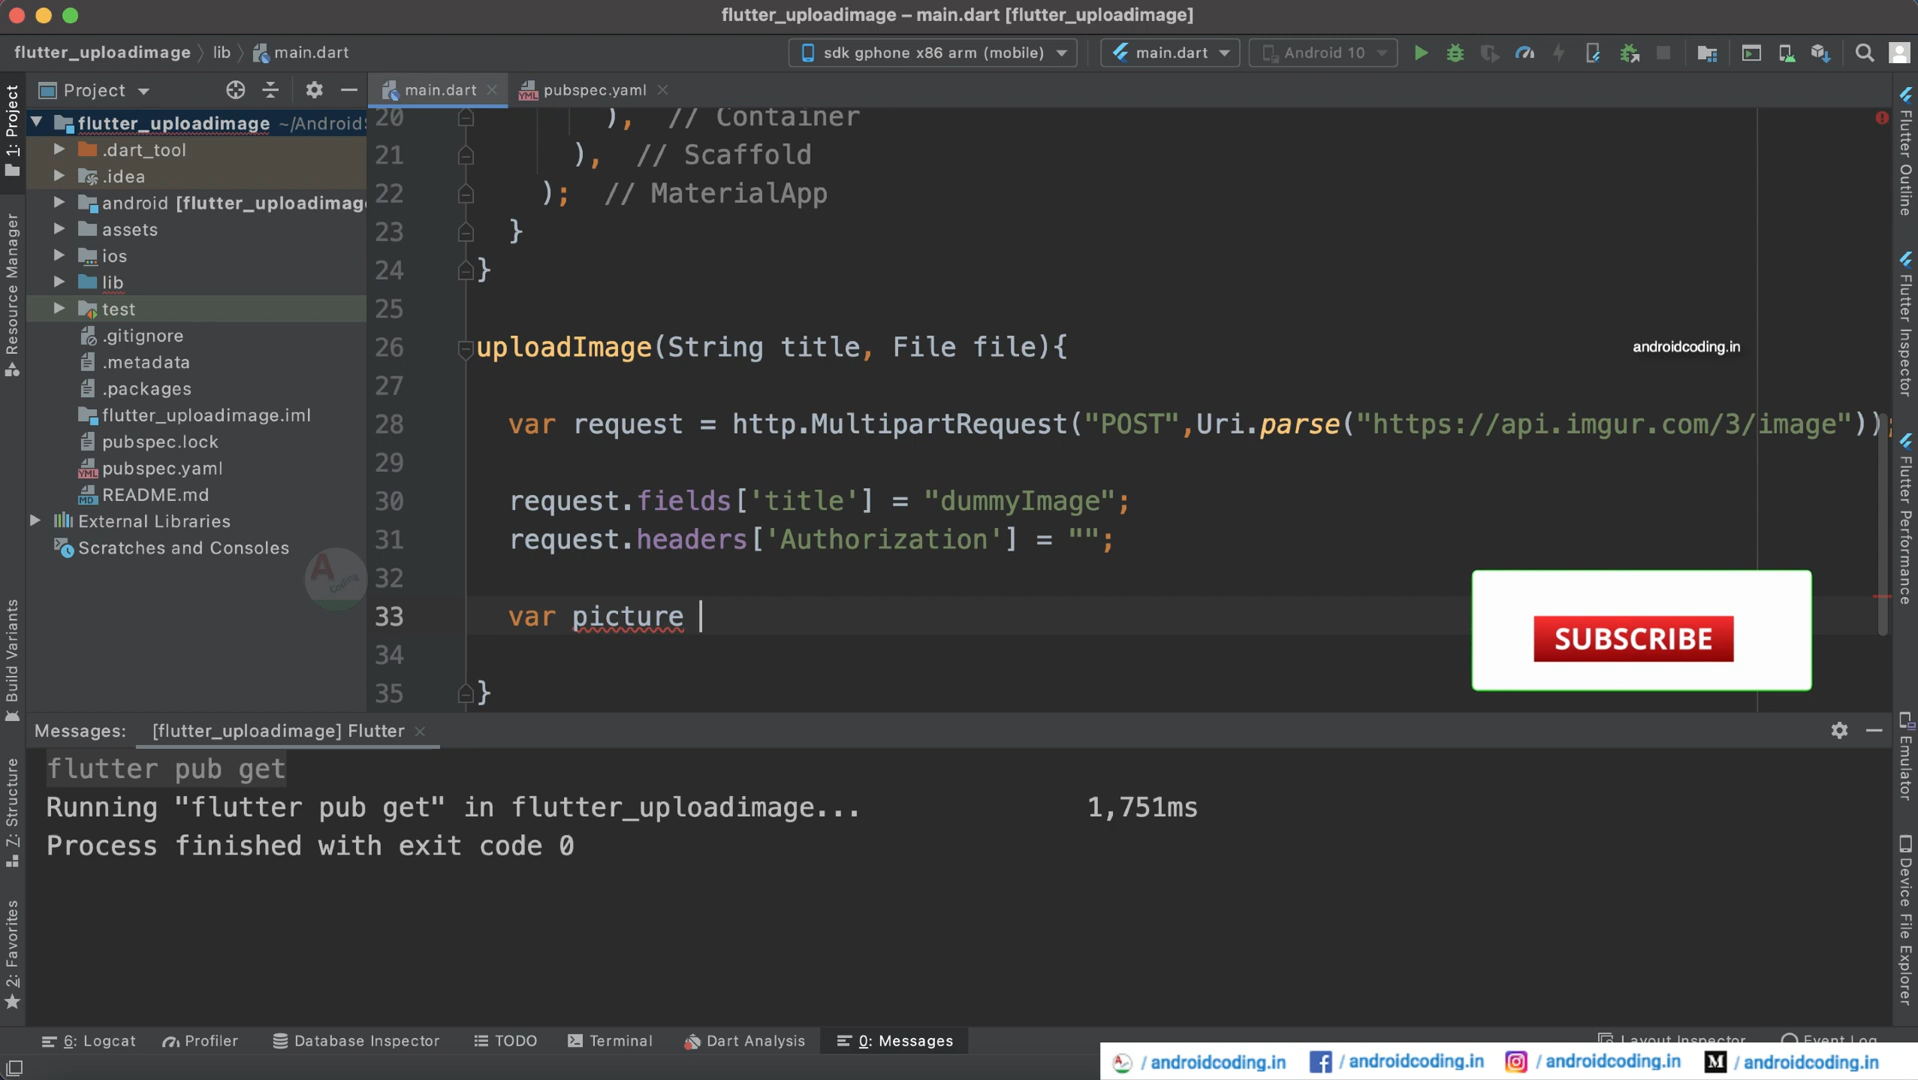 flutter_uploadimage – main.dart [flutter_uploadimage]
flutter_uploadimage 〉 lib 〉 main.dart
sdk gphone x86 arm (mobile)
main.dart
Android 10
1: Project
Resource Manager
Build Variants
Z: Structure
2: Favorites
Project
flutter_uploadimage ~/AndroidS
.dart_tool
.idea
android [flutter_uploadimag
assets
ios
lib
test
.gitignore
.metadata
.packages
flutter_uploadimage.iml
pubspec.lock
pubspec.yaml
README.md
External Libraries
Scratches and Consoles
A Coding
main.dart
pubspec.yaml
20 ), // Container
21 ), // Scaffold
22 ); // MaterialApp
23 }
24 }
25
26 uploadImage(String title, File file){
27
28 var request = http.MultipartRequest("POST",Uri.parse("https://api.imgur.com/3/image"));
29
30 request.fields['title'] = "dummyImage";
31 request.headers['Authorization'] = "";
32
33 var picture
34
35 }
androidcoding.in
SUBSCRIBE
Flutter Outline
Flutter Inspector
Flutter Performance
Emulator
Device File Explorer
Messages: [flutter_uploadimage] Flutter
flutter pub get
Running "flutter pub get" in flutter_uploadimage... 1,751ms
Process finished with exit code 0
6: Logcat
Profiler
Database Inspector
TODO
Terminal
Dart Analysis
0: Messages
Layout Inspector
Event Log
/ androidcoding.in
/ androidcoding.in
/ androidcoding.in
/ androidcoding.in